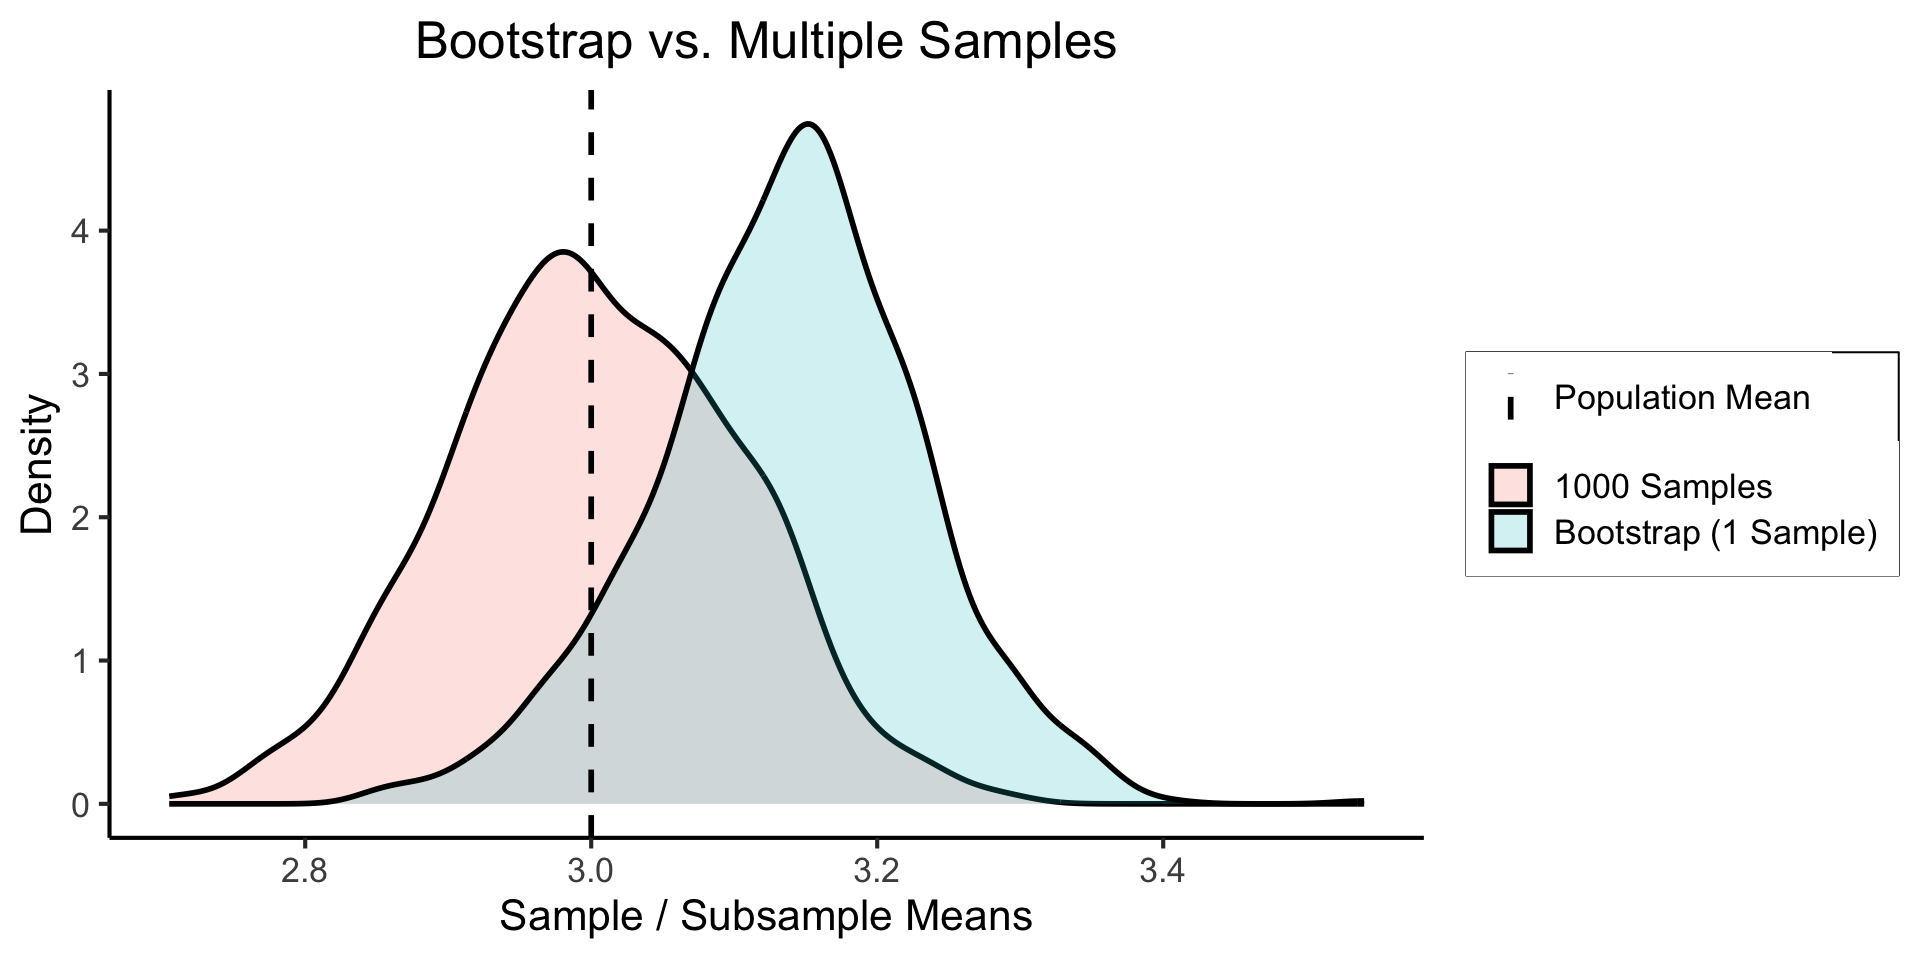 Bootstrap vs. Multiple Samples
Density
4
3
2
1
0
2.8 3.0 3.2 3.4
Sample / Subsample Means
Population Mean
1000 Samples
Bootstrap (1 Sample)